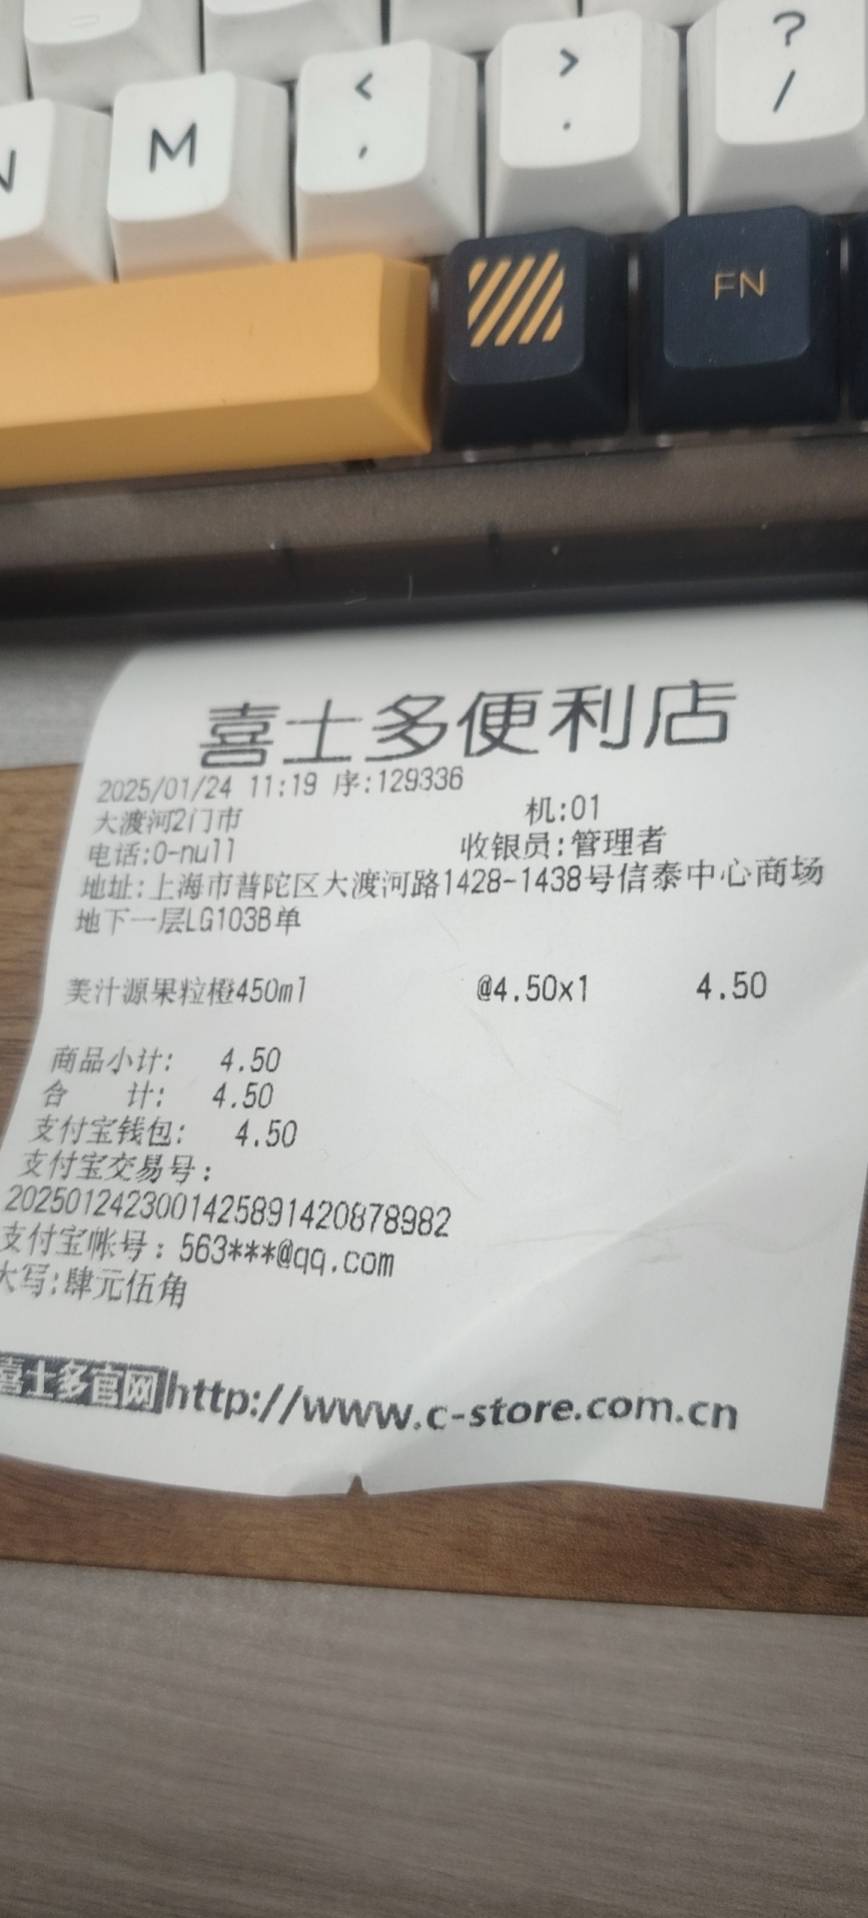 N M < , > . ? /
FN
喜士多便利店
2025/01/24 11:19 序:129336
大渡河2门市 机:01
电话:0-null 收银员:管理者
地址:上海市普陀区大渡河路1428-1438号信泰中心商场
地下一层LG103B单
美汁源果粒橙450ml @4.50x1 4.50
商品小计: 4.50
合 计: 4.50
支付宝钱包: 4.50
支付宝交易号:
2025012423001425891420878982
支付宝帐号:563***@qq.com
大写:肆元伍角
喜士多官网http://www.c-store.com.cn